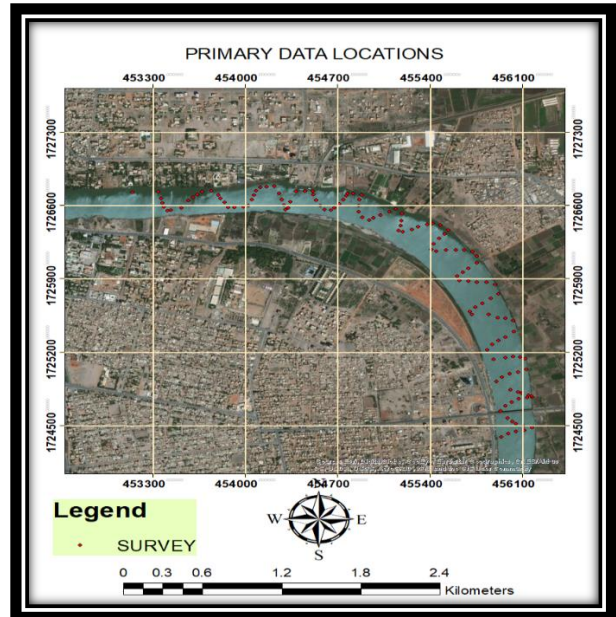 PRIMARY DATA LOCATIONS
453300 454000 454700 455400 456100
1727300 1727300
1726600 1726600
1725900 1725900
1725200 1725200
1724500 1724500
453300 454000 454700 455400 456100
Legend
SURVEY
N
W E
S
0 0.3 0.6 1.2 1.8 2.4
Kilometers